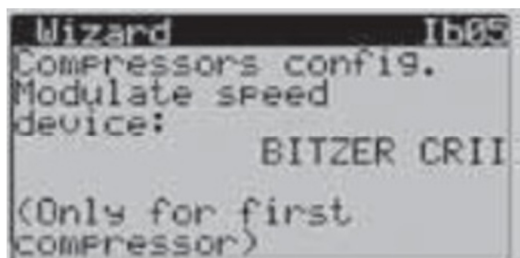 Wizard Ib05
Compressors config.
Modulate speed
device:
BITZER CRII
(Only for first
compressor)